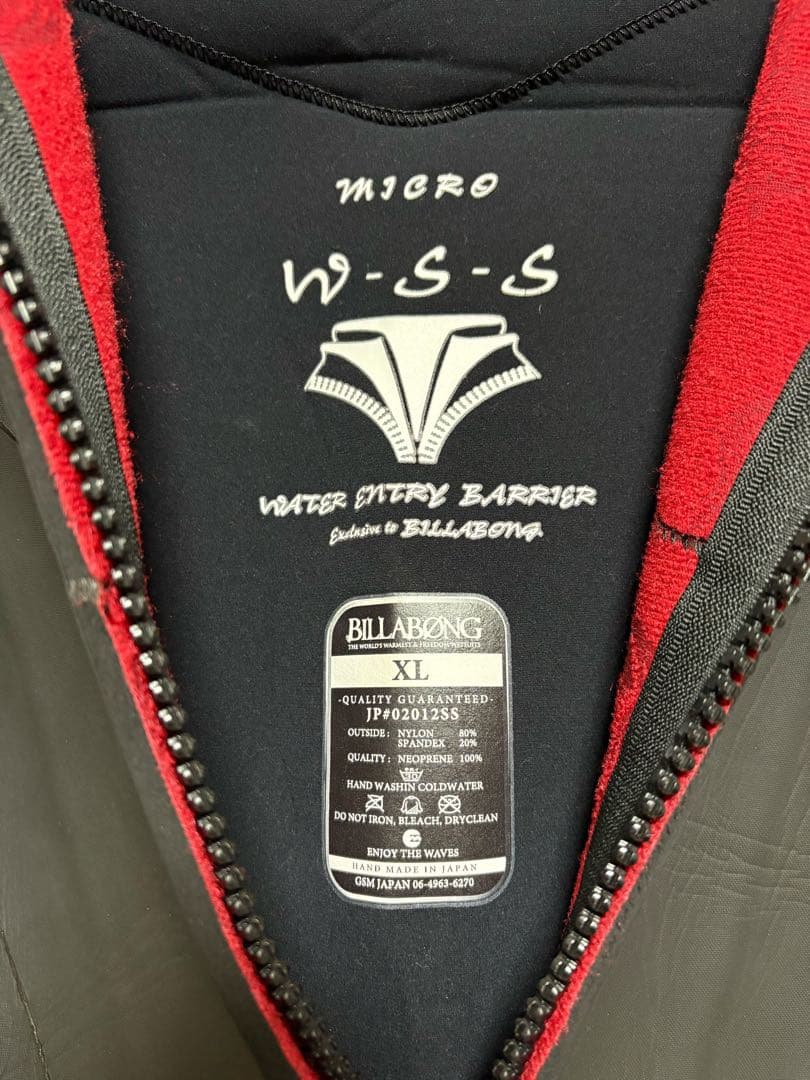 MICRO
W-S-S
WATER ENTRY BARRIER
Exclusive to BILLABONG.
BILLABØNG
THE WORLD'S WARMEST & FREEDOM WETSUITS
XL
-QUALITY GUARANTEED-
JP#02012SS
OUTSIDE: NYLON 80%
SPANDEX 20%
QUALITY: NEOPRENE 100%
HAND WASHIN COLDWATER
DO NOT IRON, BLEACH, DRYCLEAN
ENJOY THE WAVES
HAND MADE IN JAPAN
GSM JAPAN 06-4963-6270